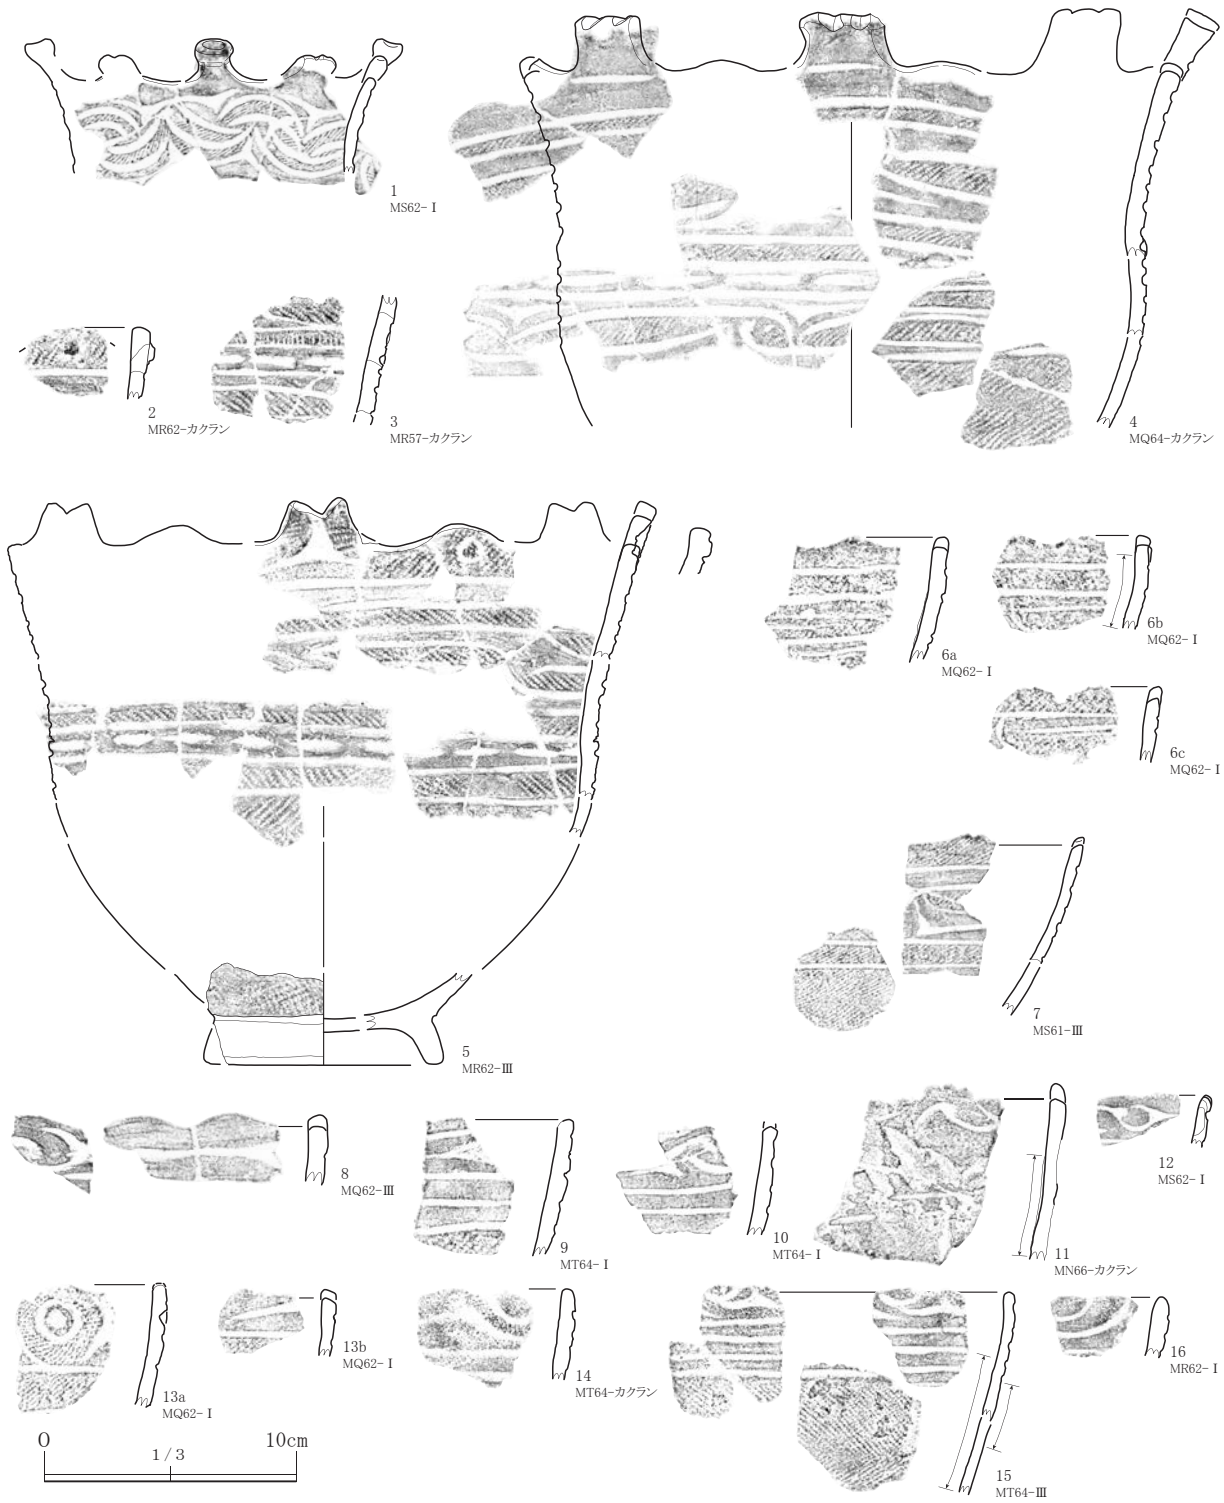 1
MS62-Ⅰ
2
MR62-カクラン
3
MR57-カクラン
4
MQ64-カクラン
5
MR62-Ⅲ
6a
MQ62-Ⅰ
6b
MQ62-Ⅰ
6c
MQ62-Ⅰ
7
MS61-Ⅲ
8
MQ62-Ⅲ
9
MT64-Ⅰ
10
MT64-Ⅰ
11
MN66-カクラン
12
MS62-Ⅰ
13a
MQ62-Ⅰ
13b
MQ62-Ⅰ
14
MT64-カクラン
15
MT64-Ⅲ
16
MR62-Ⅰ
0 10cm
1/3